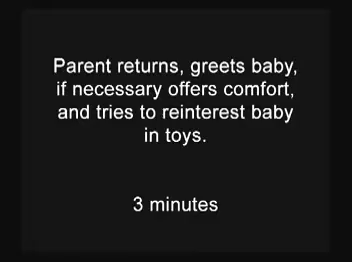 Parent returns, greets baby,
if necessary offers comfort,
and tries to reinterest baby
in toys.
3 minutes